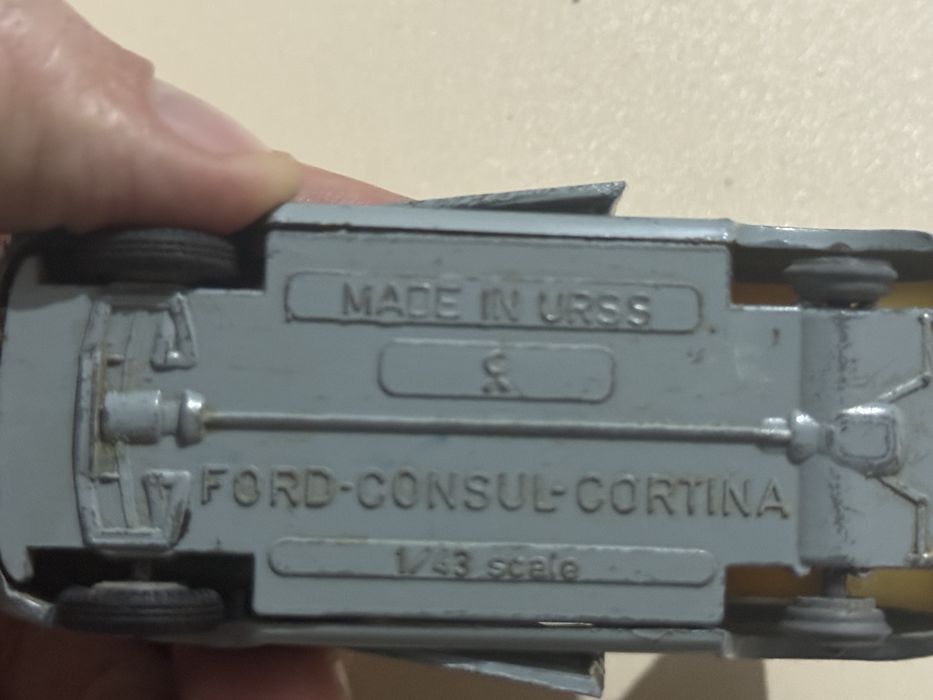 MADE IN URSS
FORD-CONSUL-CORTINA
1/43 scale